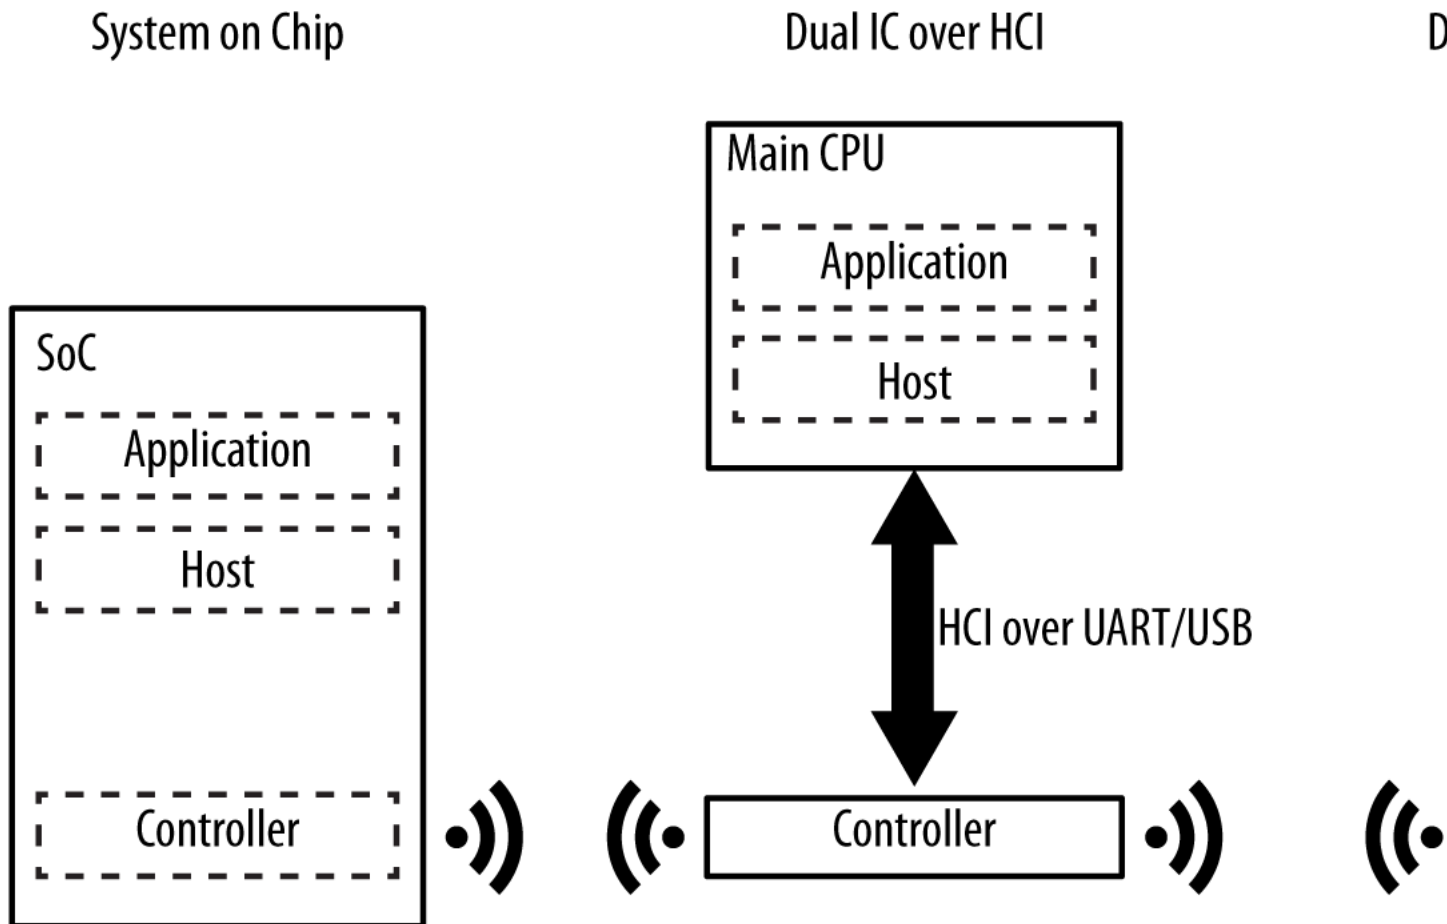 System on Chip
Dual IC over HCI
D
SoC
Application
Host
Controller
Main CPU
Application
Host
HCI over UART/USB
Controller